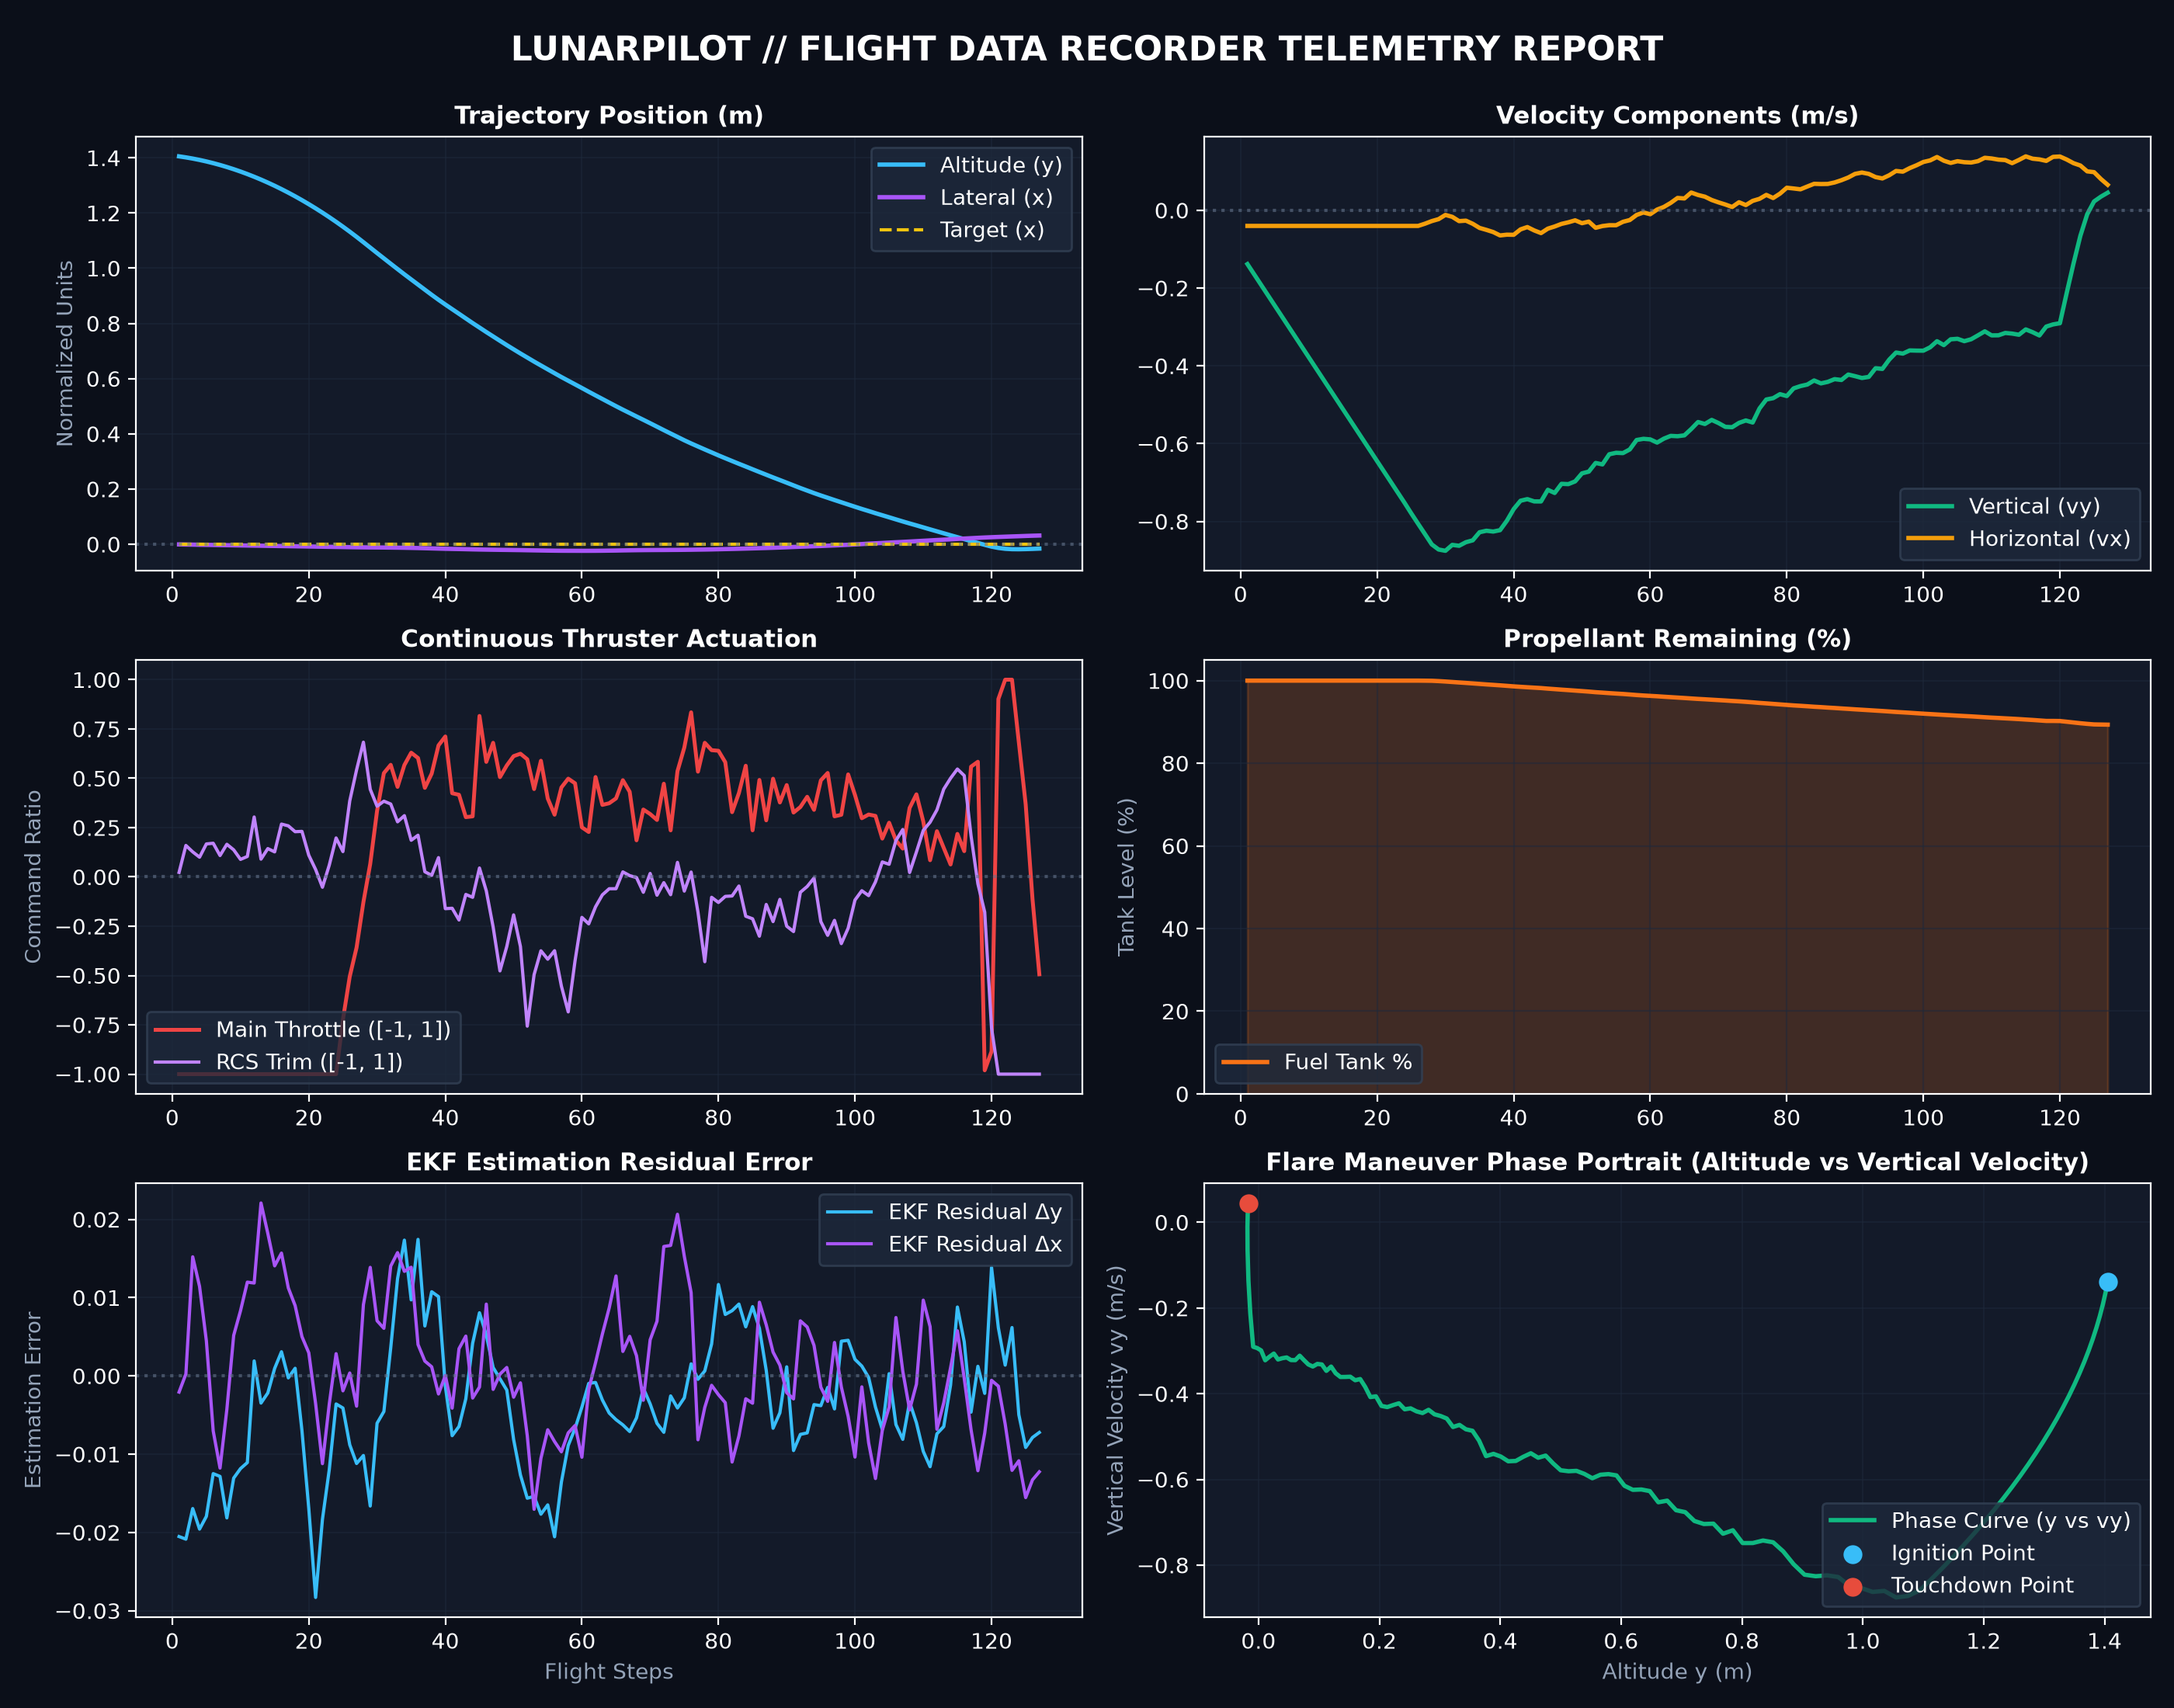 LUNARPILOT // FLIGHT DATA RECORDER TELEMETRY REPORT
Trajectory Position (m)
Normalized Units
1.4
1.2
1.0
0.8
0.6
0.4
0.2
0.0
0 20 40 60 80 100 120
Altitude (y)
Lateral (x)
Target (x)
Velocity Components (m/s)
0.0
−0.2
−0.4
−0.6
−0.8
0 20 40 60 80 100 120
Vertical (vy)
Horizontal (vx)
Continuous Thruster Actuation
Command Ratio
1.00
0.75
0.50
0.25
0.00
−0.25
−0.50
−0.75
−1.00
0 20 40 60 80 100 120
Main Throttle ([-1, 1])
RCS Trim ([-1, 1])
Propellant Remaining (%)
Tank Level (%)
100
80
60
40
20
0
0 20 40 60 80 100 120
Fuel Tank %
EKF Estimation Residual Error
Estimation Error
0.02
0.01
0.00
−0.01
−0.02
−0.03
0 20 40 60 80 100 120
Flight Steps
EKF Residual Δy
EKF Residual Δx
Flare Maneuver Phase Portrait (Altitude vs Vertical Velocity)
Vertical Velocity vy (m/s)
0.0
−0.2
−0.4
−0.6
−0.8
0.0 0.2 0.4 0.6 0.8 1.0 1.2 1.4
Altitude y (m)
Phase Curve (y vs vy)
Ignition Point
Touchdown Point